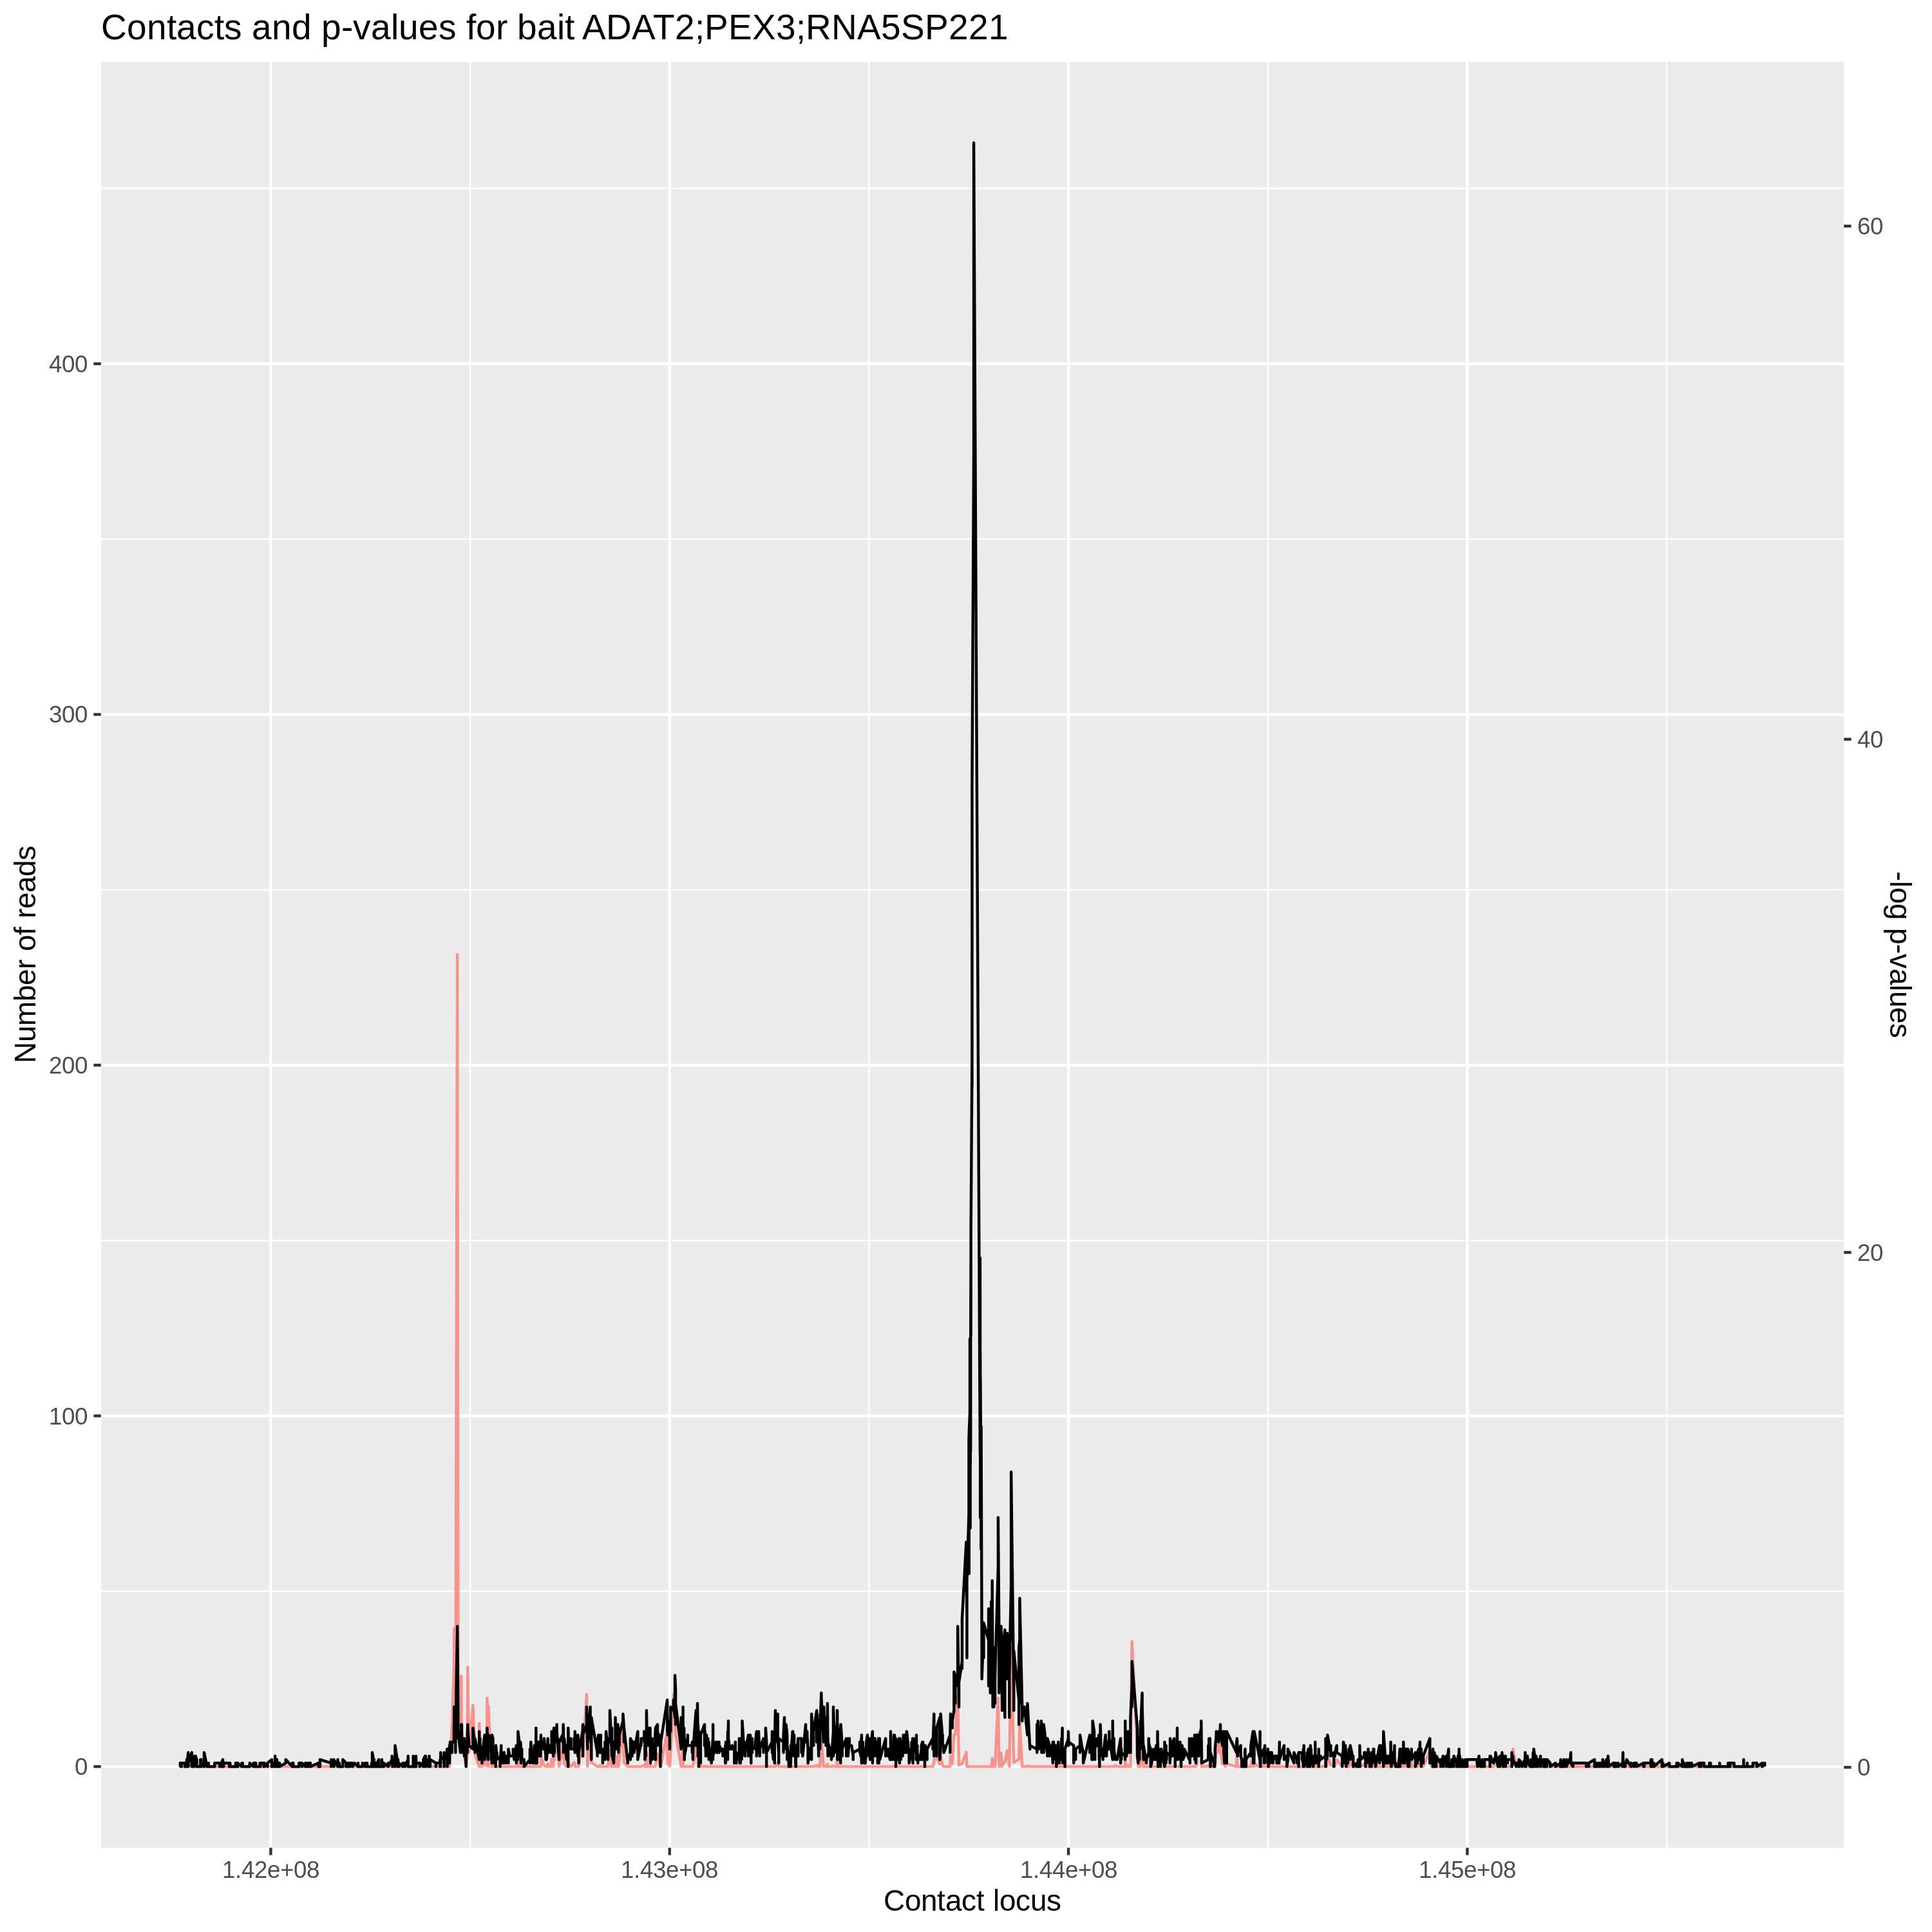 Contacts and p-values for bait ADAT2;PEX3;RNA5SP221
Number of reads
400
300
200
100
0
60
40
20
0
-log p-values
1.42e+08
1.43e+08
1.44e+08
1.45e+08
Contact locus